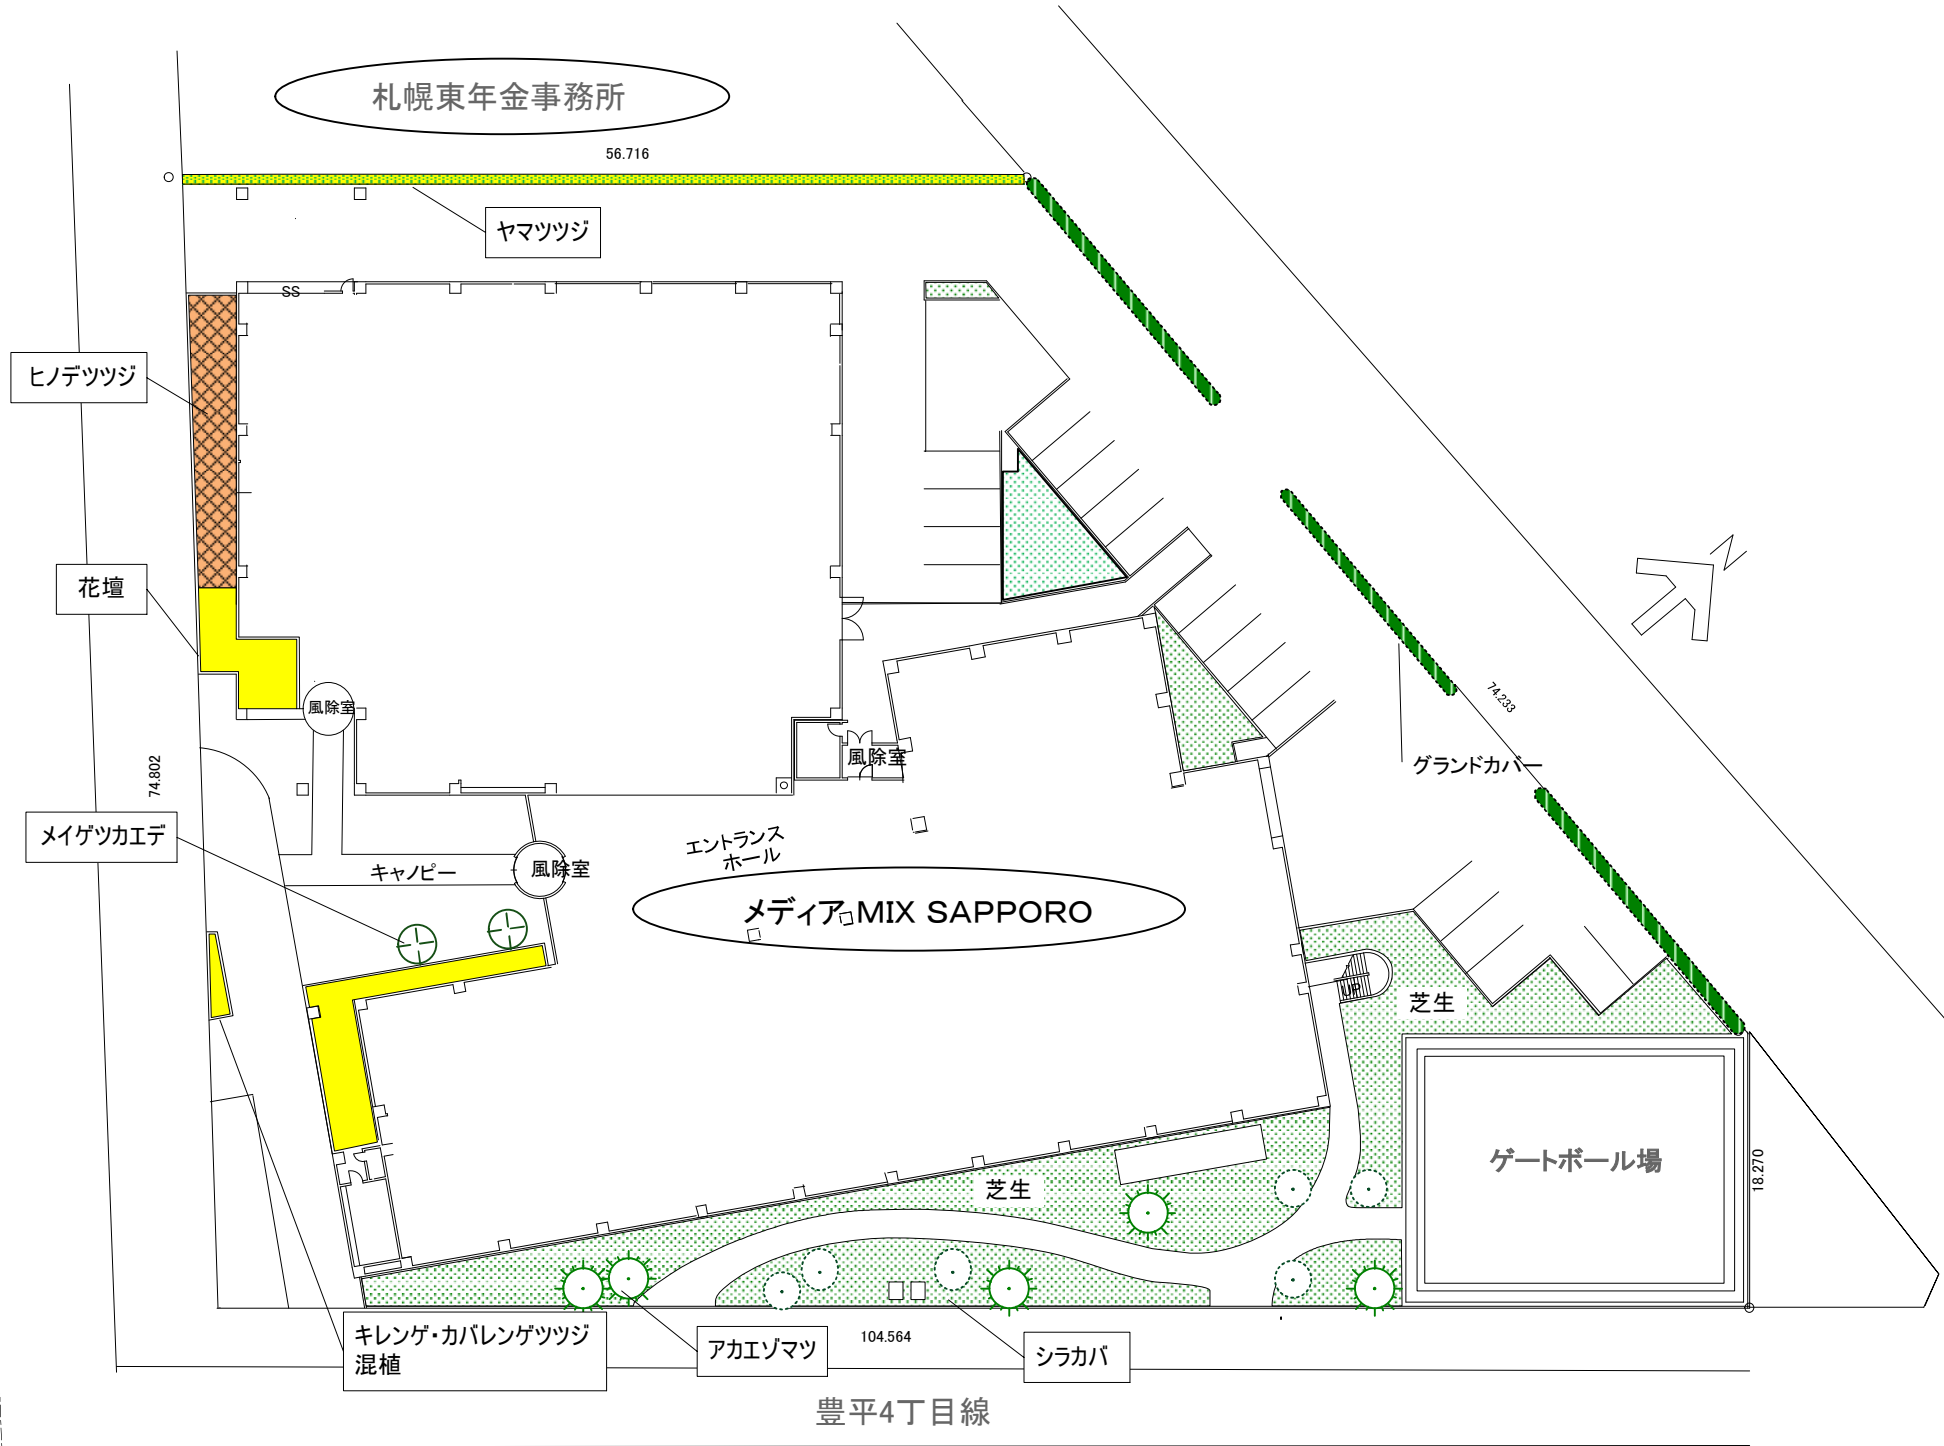 札幌東年金事務所
56.716
ヤマツツジ
SS
ヒノデツツジ
花壇
N
風除室
風除室
74.233
グランドカバー
74.802
メイゲツカエデ
エントランス
ホール
キャノピー
風除室
メディア MIX SAPPORO
UP
芝生
ゲートボール場
18.270
芝生
キレンゲ・カバレンゲツツジ
混植
アカエゾマツ
104.564
シラカバ
豊平4丁目線